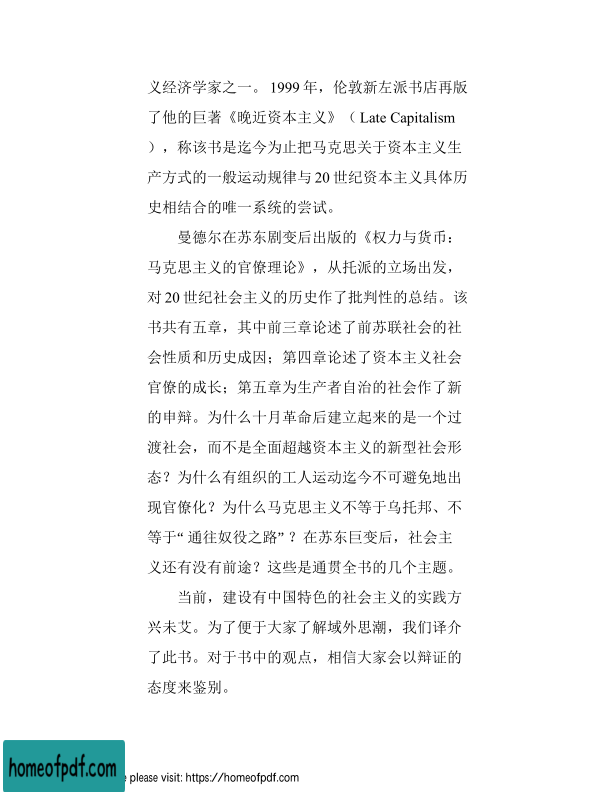 义经济学家之一。 1999 年，伦敦新左派书店再版
了他的巨著《晚近资本主义》（ Late Capitalism
），称该书是迄今为止把马克思关于资本主义生
产方式的一般运动规律与 20 世纪资本主义具体历
史相结合的唯一系统的尝试。
曼德尔在苏东剧变后出版的《权力与货币：
马克思主义的官僚理论》，从托派的立场出发，
对 20 世纪社会主义的历史作了批判性的总结。该
书共有五章，其中前三章论述了前苏联社会的社
会性质和历史成因；第四章论述了资本主义社会
官僚的成长；第五章为生产者自治的社会作了新
的申辩。为什么十月革命后建立起来的是一个过
渡社会，而不是全面超越资本主义的新型社会形
态？为什么有组织的工人运动迄今不可避免地出
现官僚化？为什么马克思主义不等于乌托邦、不
等于“ 通往奴役之路” ？在苏东巨变后，社会主
义还有没有前途？这些是通贯全书的几个主题。
当前，建设有中国特色的社会主义的实践方
兴未艾。为了便于大家了解域外思潮，我们译介
了此书。对于书中的观点，相信大家会以辩证的
态度来鉴别。
homeofpdf.com
e please visit: https://homeofpdf.com